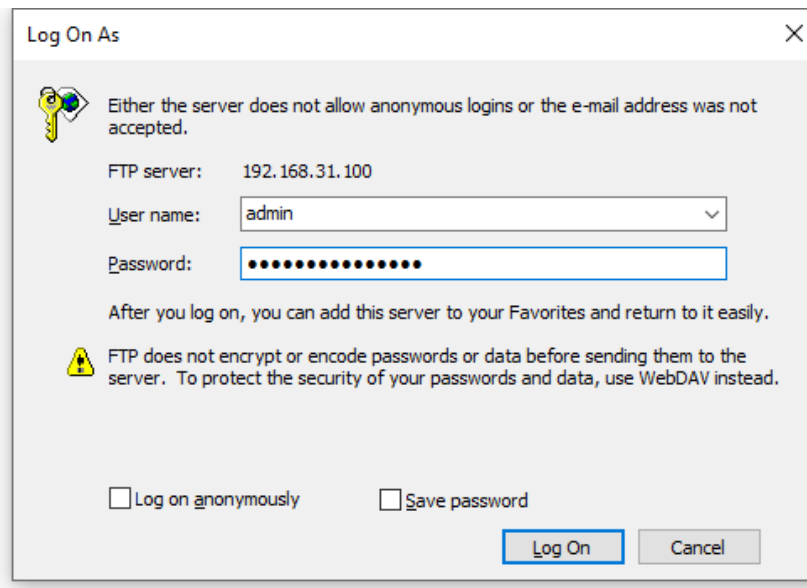 Log On As
Either the server does not allow anonymous logins or the e-mail address was not
accepted.
FTP server: 192.168.31.100
User name: admin
Password: ●●●●●●●●●●●●●●●
After you log on, you can add this server to your Favorites and return to it easily.
FTP does not encrypt or encode passwords or data before sending them to the
server. To protect the security of your passwords and data, use WebDAV instead.
Log on anonymously Save password
Log On Cancel